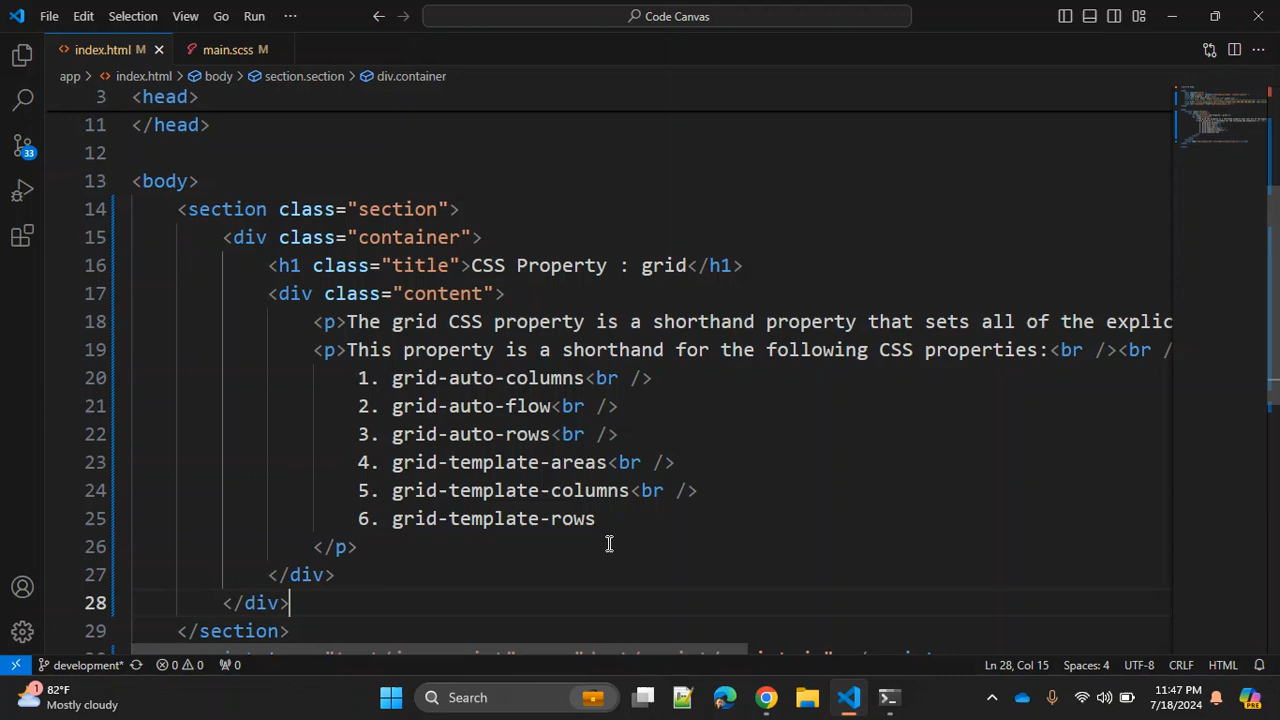 File Edit Selection View Go Run ··· Code Canvas
index.html M main.scss M
app > index.html > body > section.section > div.container
3 <head>
11 </head>
12
13 <body>
14 <section class="section">
15 <div class="container">
16 <h1 class="title">CSS Property : grid</h1>
17 <div class="content">
18 <p>The grid CSS property is a shorthand property that sets all of the explic
19 <p>This property is a shorthand for the following CSS properties:<br /><br /
20 1. grid-auto-columns<br />
21 2. grid-auto-flow<br />
22 3. grid-auto-rows<br />
23 4. grid-template-areas<br />
24 5. grid-template-columns<br />
25 6. grid-template-rows
26 </p>
27 </div>
28 </div>
29 </section>
33
development* 0 0 0 Ln 28, Col 15 Spaces: 4 UTF-8 CRLF HTML
1 82°F
Mostly cloudy
Search
PRE
11:47 PM
7/18/2024